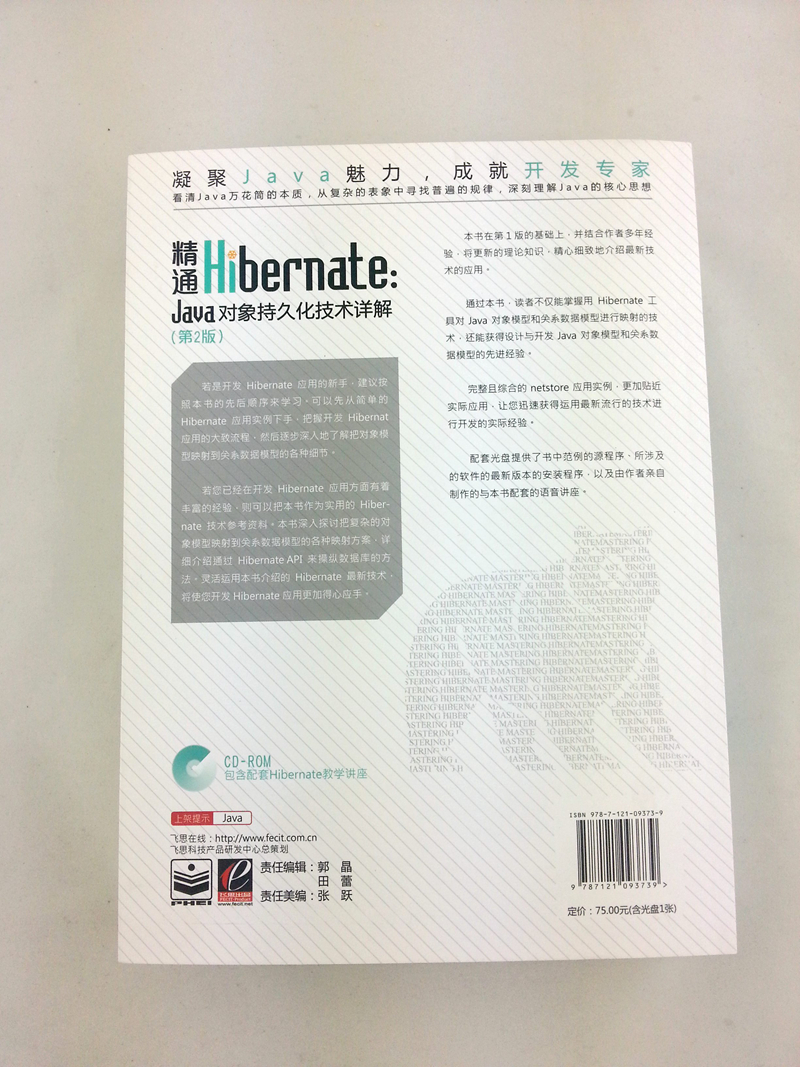 凝聚Java魅力，成就开发专家
看清Java万花筒的本质，从复杂的表象中寻找普遍的规律，深刻理解Java的核心思想
精通Hibernate:
Java对象持久化技术详解
(第2版)
若是开发 Hibernate 应用的新手，建议按
照本书的先后顺序来学习。可以先从简单的
Hibernate 应用实例下手，把握开发 Hibernat
应用的大致流程，然后逐步深入地了解把对象模
型映射到关系数据模型的各种细节。
若您已经在开发 Hibernate 应用方面有着
丰富的经验，则可以把本书作为实用的 Hiber-
nate 技术参考资料。本书深入探讨把复杂的对
象模型映射到关系数据模型的各种映射方案，详
细介绍通过 Hibernate API 来操纵数据库的方
法。灵活运用本书介绍的 Hibernate 最新技术，
将使您开发Hibernate应用更加得心应手。
本书在第1版的基础上，并结合作者多年经
验，将更新的理论知识，精心细致地介绍最新技
术的应用。
通过本书，读者不仅能掌握用 Hibernate 工
具对 Java 对象模型和关系数据模型进行映射的技
术，还能获得设计与开发 Java 对象模型和关系数
据模型的先进经验。
完整且综合的 netstore 应用实例，更加贴近
实际应用，让您迅速获得运用最新流行的技术进
行开发的实际经验。
配套光盘提供了书中范例的源程序、所涉及
的软件的最新版本的安装程序，以及由作者亲自
制作的与本书配套的语音讲座。
CD-ROM
包含配套Hibernate教学讲座
上架提示 Java
飞思在线：http://www.fecit.com.cn
飞思科技产品研发中心总策划
PHEI
飞思出版
FECIT Product
www.fecit.net
责任编辑：郭 晶
田 蕾
责任美编：张 跃
ISBN 978-7-121-09373-9
9 787121 093739 >
定价：75.00元(含光盘1张)